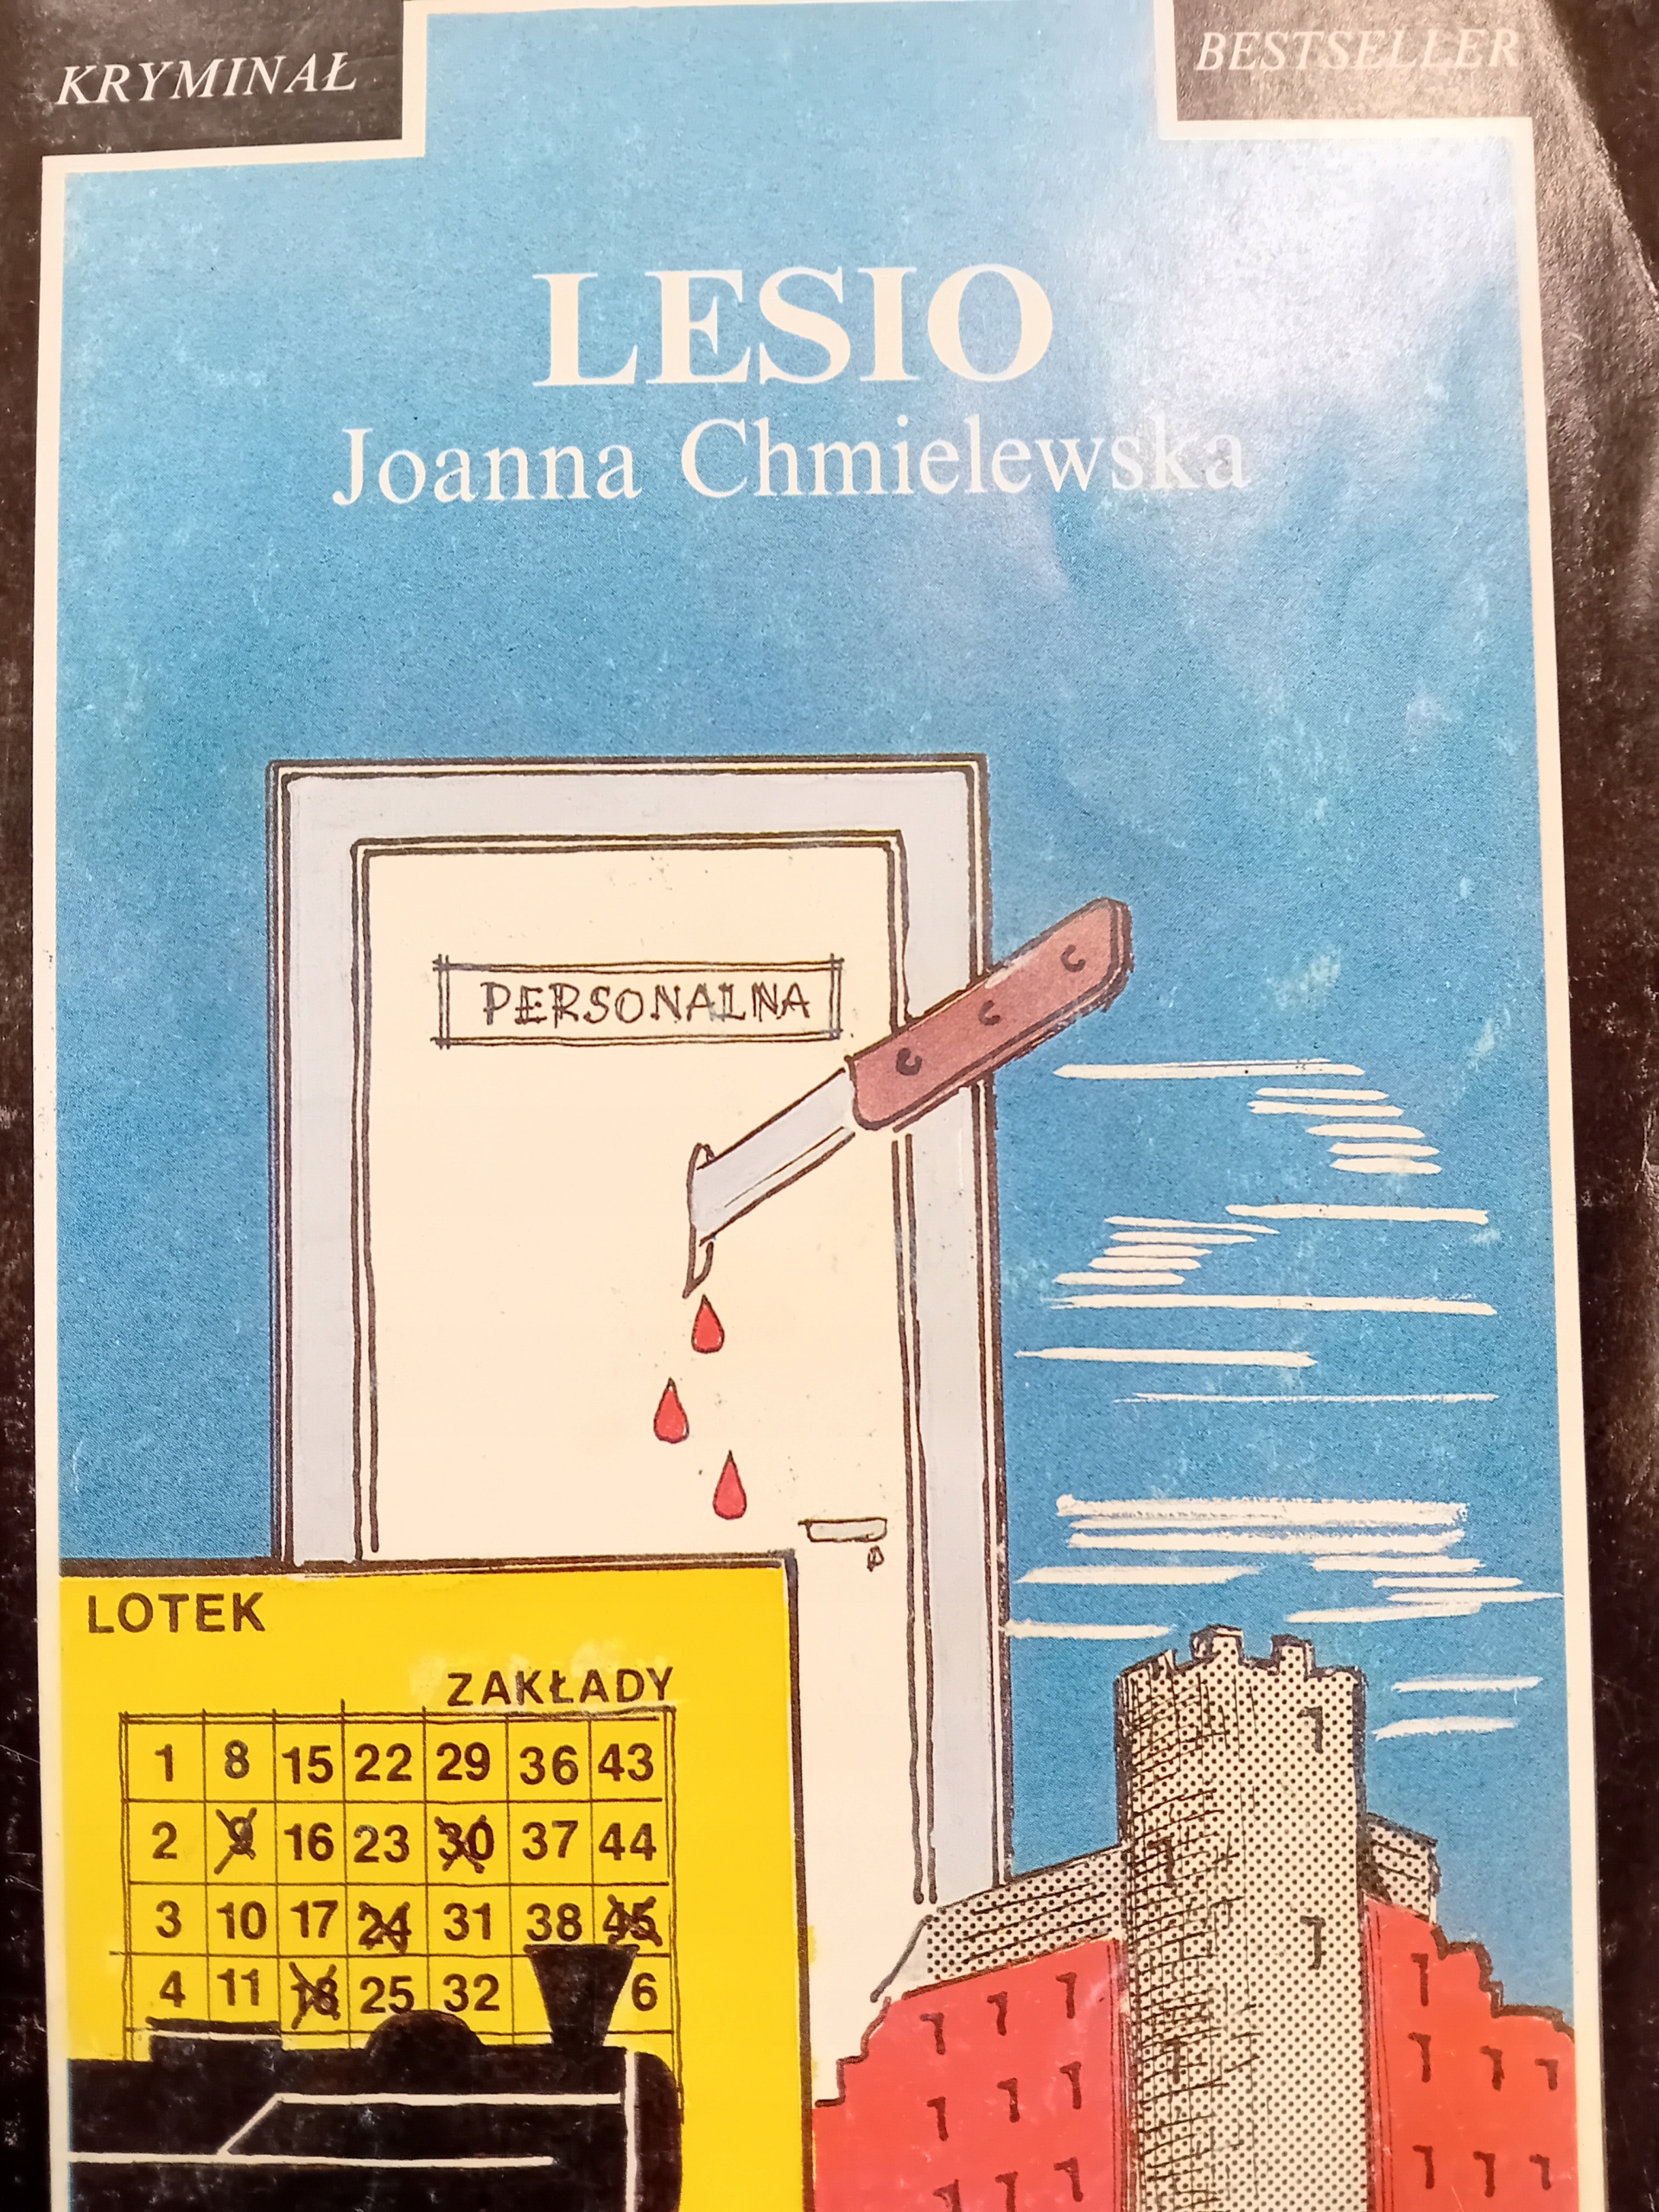 KRYMINAŁ
BESTSELLER
LESIO
Joanna Chmielewska
PERSONALNA
LOTEK
ZAKŁADY
1 8 15 22 29 36 43
2 9 16 23 30 37 44
3 10 17 24 31 38 45
4 11 18 25 32 6